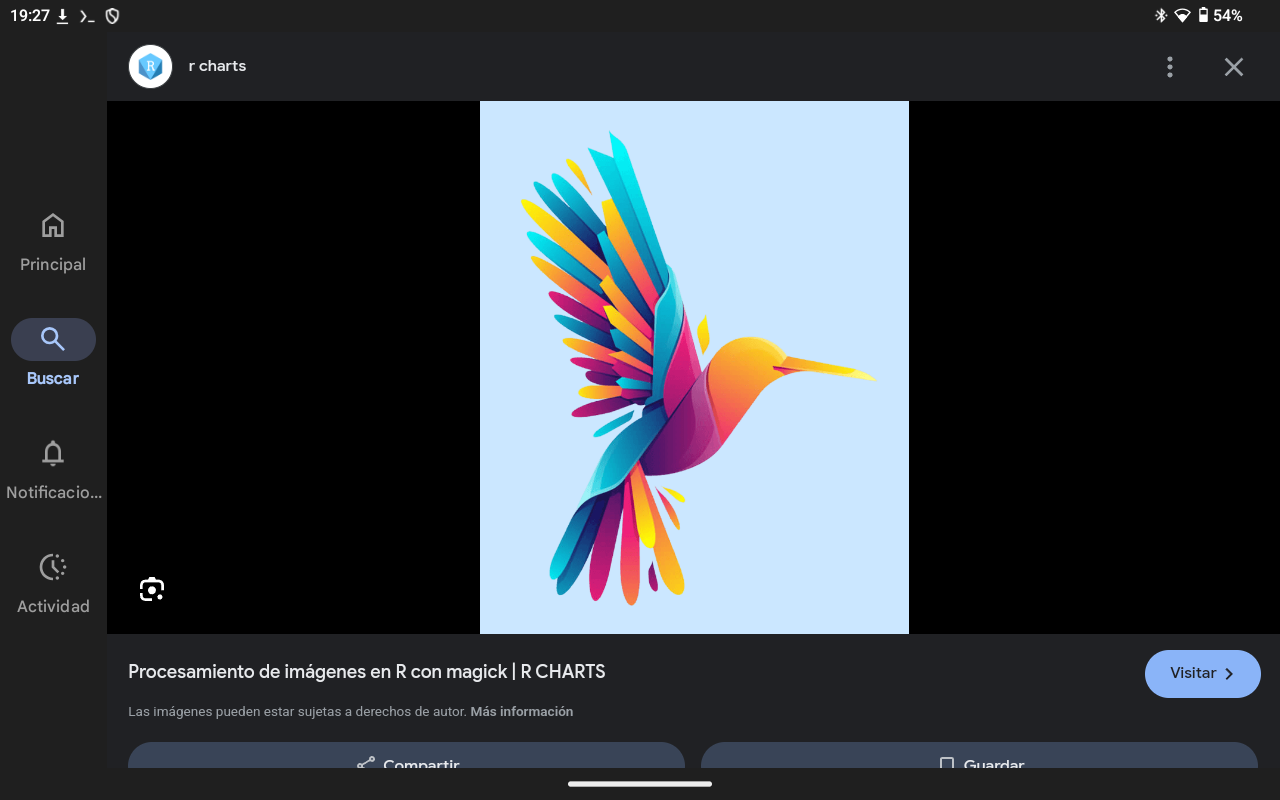 19:27
54%
r charts
Principal
Buscar
Notificacio...
Actividad
Procesamiento de imágenes en R con magick | R CHARTS
Visitar
Las imágenes pueden estar sujetas a derechos de autor. Más información
Compartir
Guardar